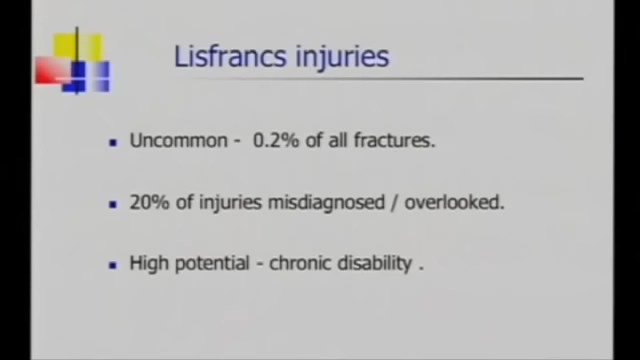 Lisfrancs injuries
Uncommon - 0.2% of all fractures.
20% of injuries misdiagnosed / overlooked.
High potential - chronic disability .